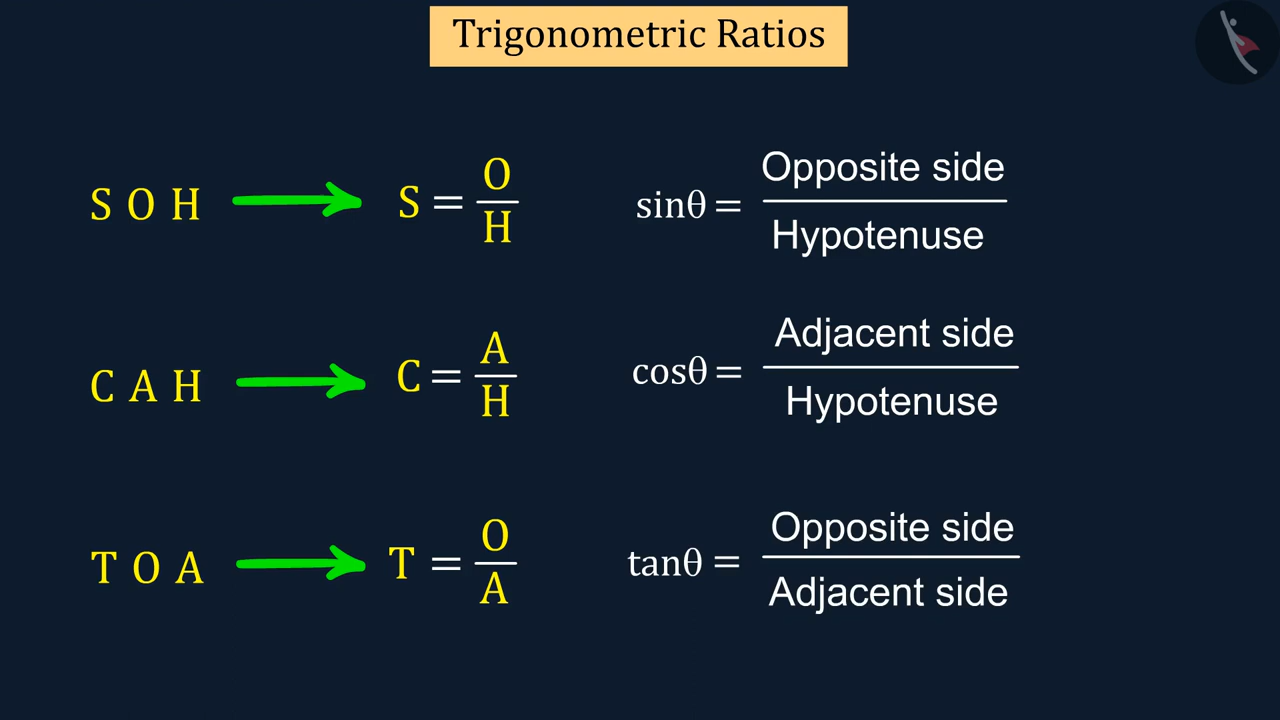 Trigonometric Ratios
S O H S = O/H sinθ = Opposite side/Hypotenuse
C A H C = A/H cosθ = Adjacent side/Hypotenuse
T O A T = O/A tanθ = Opposite side/Adjacent side